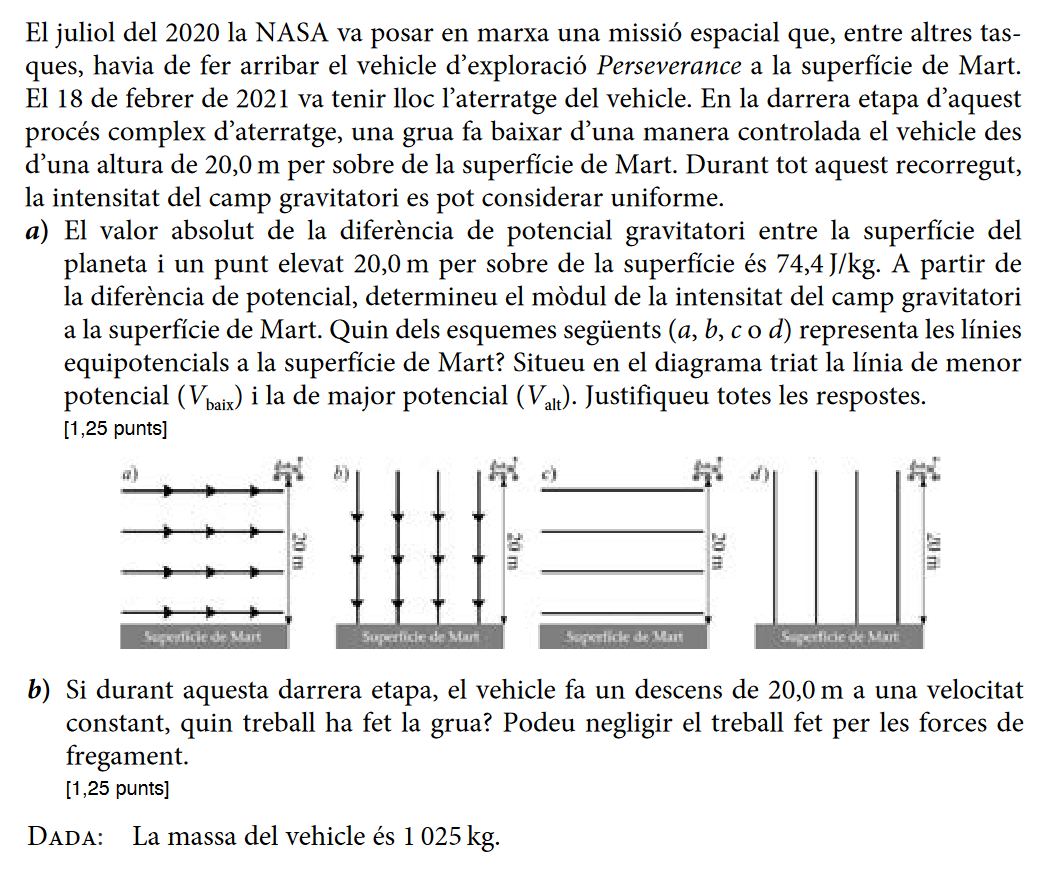 El juliol del 2020 la NASA va posar en marxa una missió espacial que, entre altres tas-
ques, havia de fer arribar el vehicle d’exploració Perseverance a la superfície de Mart.
El 18 de febrer de 2021 va tenir lloc l’aterratge del vehicle. En la darrera etapa d’aquest
procés complex d’aterratge, una grua fa baixar d’una manera controlada el vehicle des
d’una altura de 20,0 m per sobre de la superfície de Mart. Durant tot aquest recorregut,
la intensitat del camp gravitatori es pot considerar uniforme.
a) El valor absolut de la diferència de potencial gravitatori entre la superfície del
planeta i un punt elevat 20,0 m per sobre de la superfície és 74,4 J/kg. A partir de
la diferència de potencial, determineu el mòdul de la intensitat del camp gravitatori
a la superfície de Mart. Quin dels esquemes següents (a, b, c o d) representa les línies
equipotencials a la superfície de Mart? Situeu en el diagrama triat la línia de menor
potencial (Vbaix) i la de major potencial (Valt). Justifiqueu totes les respostes.
[1,25 punts]
a) b) c) d)
20 m 20 m 20 m 20 m
Superfície de Mart Superfície de Mart Superfície de Mart Superfície de Mart
b) Si durant aquesta darrera etapa, el vehicle fa un descens de 20,0 m a una velocitat
constant, quin treball ha fet la grua? Podeu negligir el treball fet per les forces de
fregament.
[1,25 punts]
DADA: La massa del vehicle és 1 025 kg.